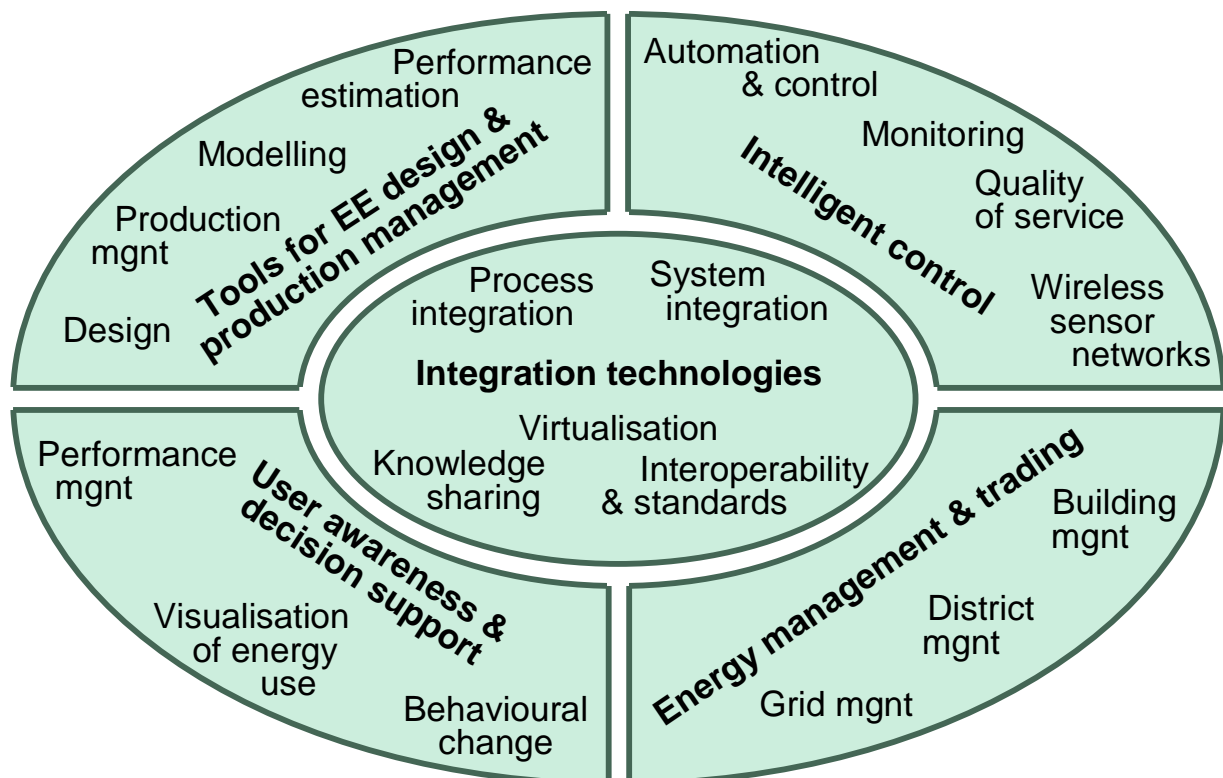 Performance
estimation
Modelling
Production
mgnt
Design
Tools for EE design &
production management
Automation
& control
Monitoring
Quality
of service
Wireless
sensor
networks
Intelligent control
Process
integration
System
integration
Integration technologies
Virtualisation
Knowledge
sharing
Interoperability
& standards
Performance
mgnt
User awareness &
decision support
Visualisation
of energy
use
Behavioural
change
Energy management & trading
Building
mgnt
District
mgnt
Grid mgnt